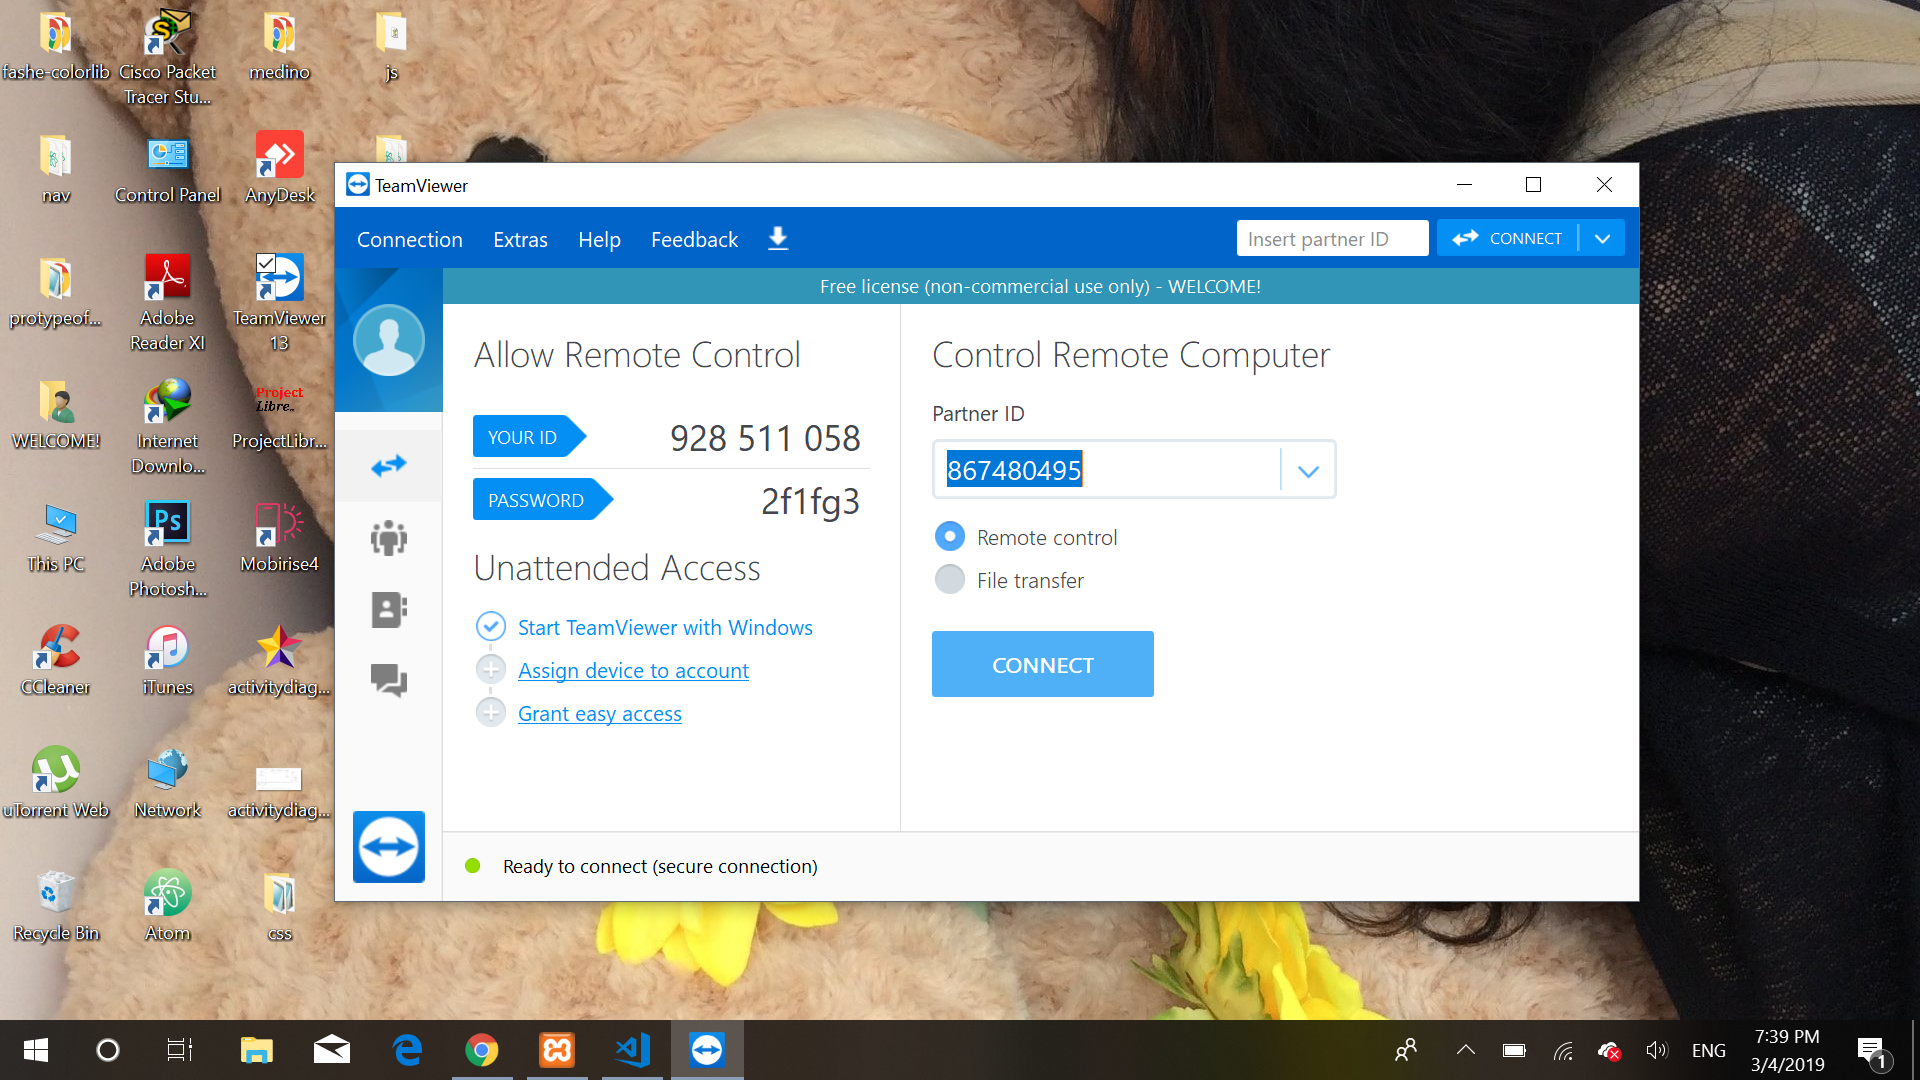 fashe-colorlib
Cisco Packet
Tracer Stu...
medino
js
nav
Control Panel
AnyDesk
protypeof...
Adobe
Reader XI
TeamViewer
13
WELCOME!
Internet
Downlo...
Project
Libre..
ProjectLibr...
This PC
Ps
Adobe
Photosh...
Mobirise4
CCleaner
iTunes
activitydiag...
uTorrent Web
Network
activitydiag...
Recycle Bin
Atom
css
TeamViewer
Connection
Extras
Help
Feedback
Insert partner ID
CONNECT
Free license (non-commercial use only) - WELCOME!
Allow Remote Control
YOUR ID
928 511 058
PASSWORD
2f1fg3
Unattended Access
Start TeamViewer with Windows
Assign device to account
Grant easy access
Control Remote Computer
Partner ID
867480495
Remote control
File transfer
CONNECT
Ready to connect (secure connection)
ENG
7:39 PM
3/4/2019
1